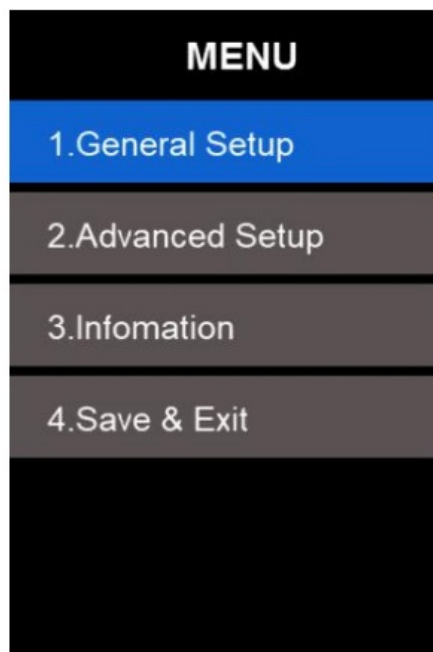 MENU
1.General Setup
2.Advanced Setup
3.Infomation
4.Save & Exit